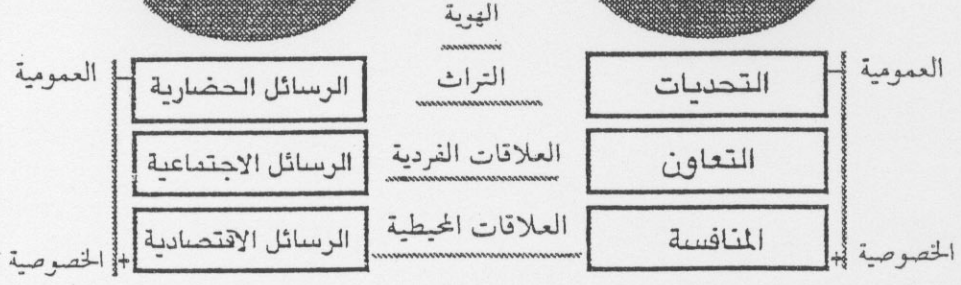 الهوية
العمومية التحديات التراث الرسائل الحضارية العمومية
التعاون العلاقات الفردية الرسائل الاجتماعية
الخصوصية + المنافسة العلاقات المحيطية الرسائل الاقتصادية + الخصوصية